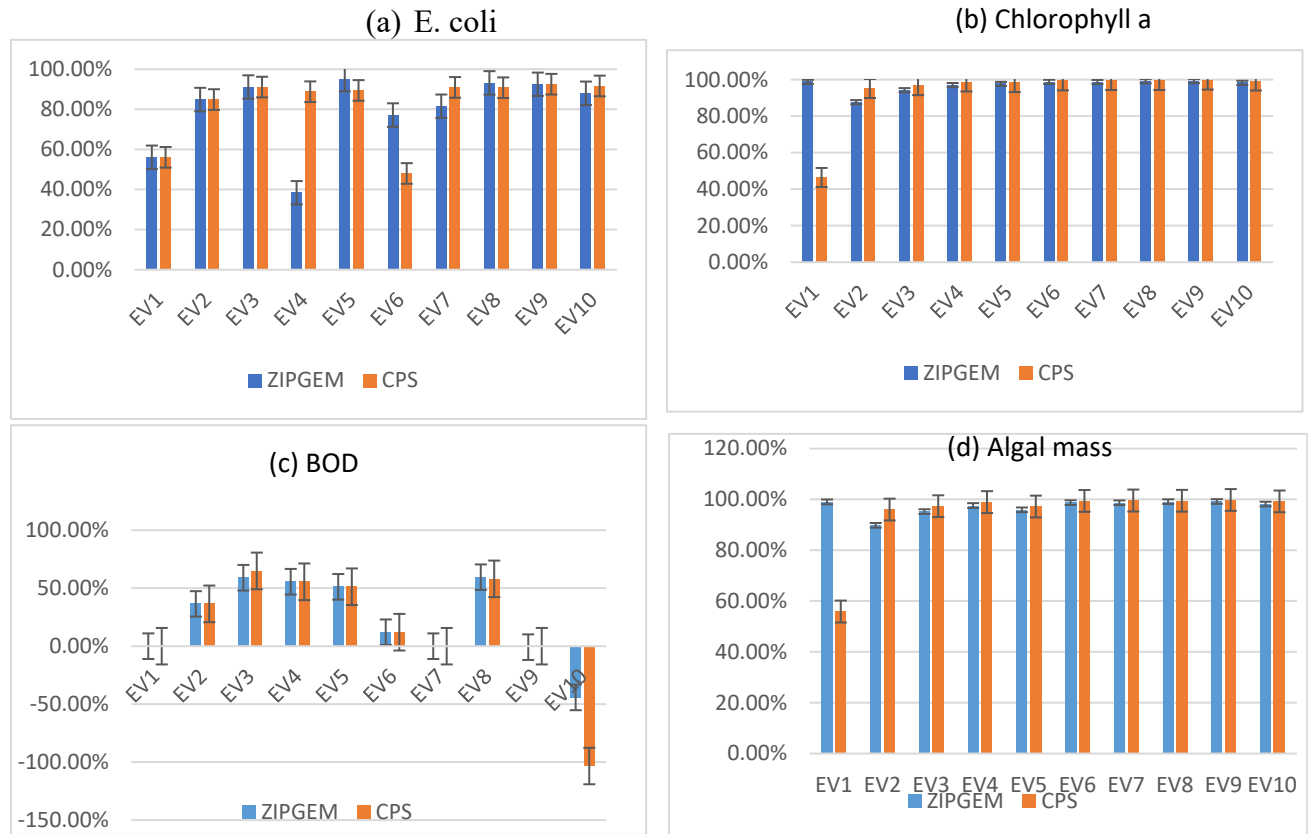 (a) E. coli
100.00%
80.00%
60.00%
40.00%
20.00%
0.00%
EV1 EV2 EV3 EV4 EV5 EV6 EV7 EV8 EV9 EV10
ZIPGEM CPS
(b) Chlorophyll a
100.00%
80.00%
60.00%
40.00%
20.00%
0.00%
EV1 EV2 EV3 EV4 EV5 EV6 EV7 EV8 EV9 EV10
ZIPGEM CPS
(c) BOD
100.00%
50.00%
0.00%
EV1 EV2 EV3 EV4 EV5 EV6 EV7 EV8 EV9 EV10
-50.00%
-100.00%
-150.00%
ZIPGEM CPS
(d) Algal mass
120.00%
100.00%
80.00%
60.00%
40.00%
20.00%
0.00%
EV1 EV2 EV3 EV4 EV5 EV6 EV7 EV8 EV9 EV10
ZIPGEM CPS